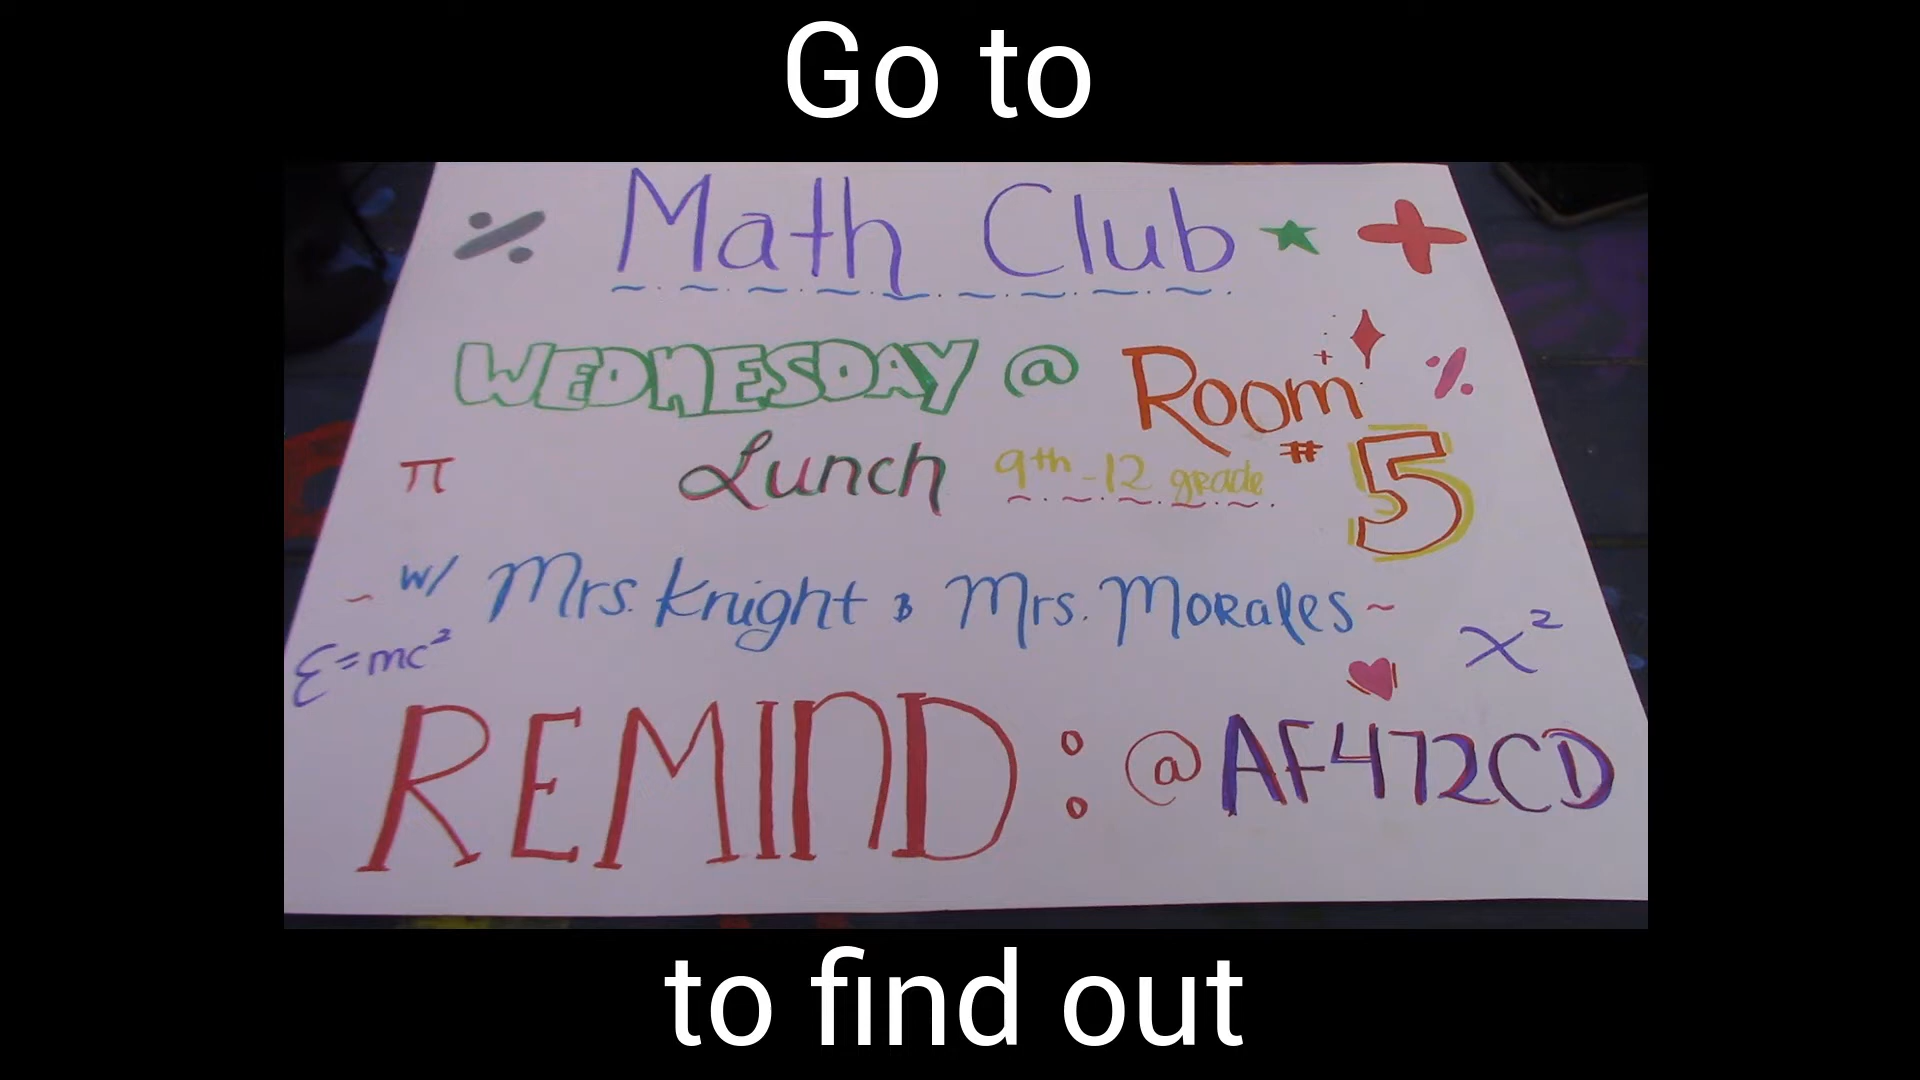 Go to
Math Club
WEDNESDAY @ Room
Lunch 9th-12 grade #5
π
w/ Mrs. Knight & Mrs. Morales
E=mc²
x²
REMIND: @AF472CD
to find out